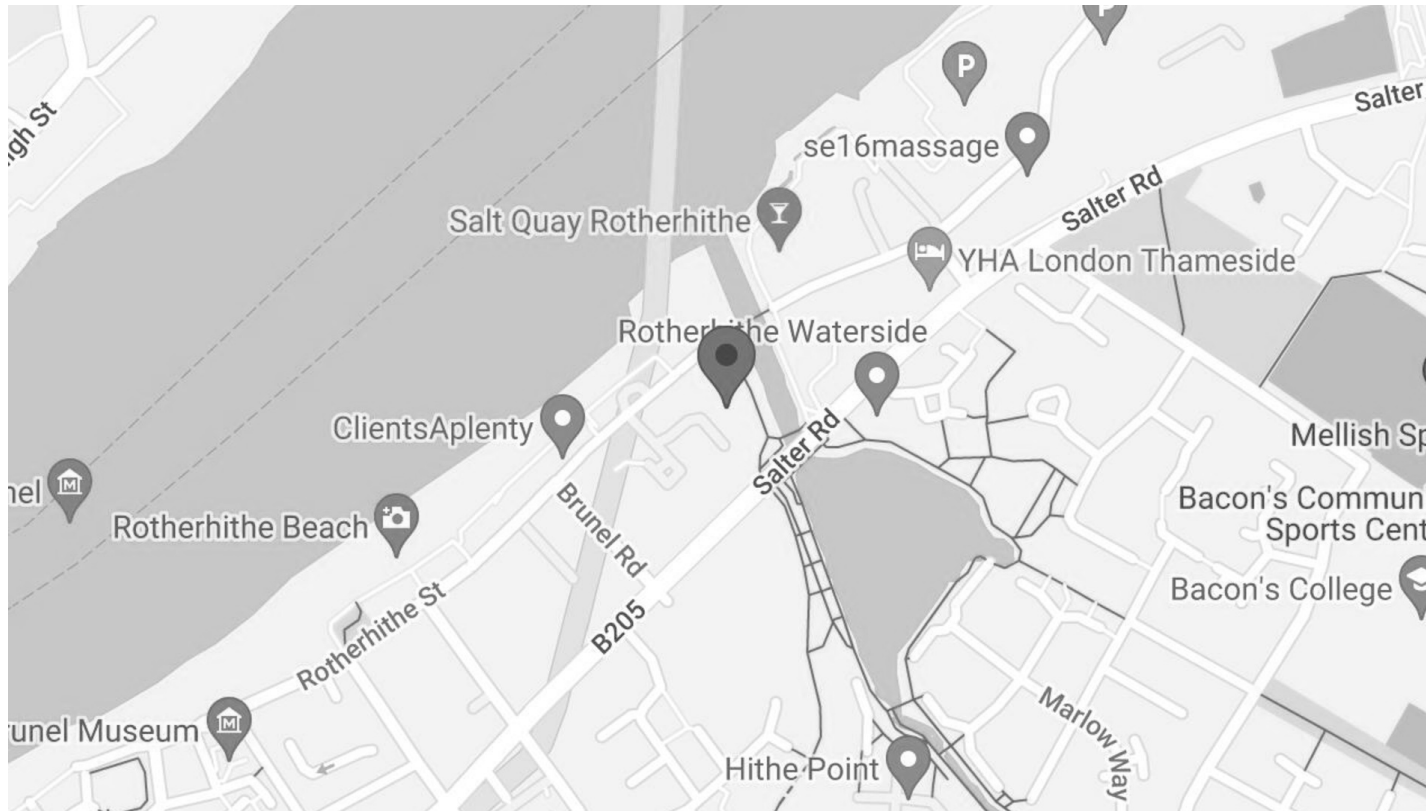 P
P
Salter
igh St
se16massage
Salter Rd
Salt Quay Rotherhithe
YHA London Thameside
Rotherhithe Waterside
ClientsAplenty
Salter Rd
Mellish Sp
nel
M
Bacon's Commun
Sports Cent
Rotherhithe Beach
Brunel Rd
Bacon's College
Rotherhithe St
B205
runel Museum
M
Marlow Way
Hithe Point